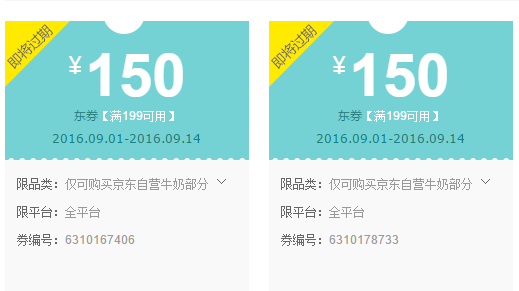 即将过期
¥150
东券【满199可用】
2016.09.01-2016.09.14
限品类：仅可购买京东自营牛奶部分
限平台：全平台
券编号：6310167406
即将过期
¥150
东券【满199可用】
2016.09.01-2016.09.14
限品类：仅可购买京东自营牛奶部分
限平台：全平台
券编号：6310178733